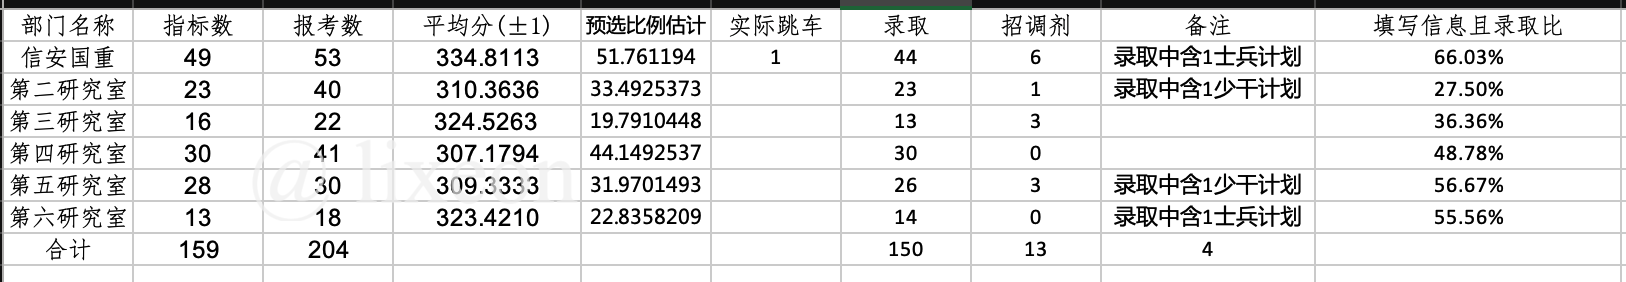 部门名称 指标数 报考数 平均分(±1) 预选比例估计 实际跳车 录取 招调剂 备注 填写信息且录取比
信安国重 49 53 334.8113 51.761194 1 44 6 录取中含1士兵计划 66.03%
第二研究室 23 40 310.3636 33.4925373 23 1 录取中含1少干计划 27.50%
第三研究室 16 22 324.5263 19.7910448 13 3 36.36%
第四研究室 30 41 307.1794 44.1492537 30 0 48.78%
第五研究室 28 30 309.3333 31.9701493 26 3 录取中含1少干计划 56.67%
第六研究室 13 18 323.4210 22.8358209 14 0 录取中含1士兵计划 55.56%
合计 159 204 150 13 4
@lixeon